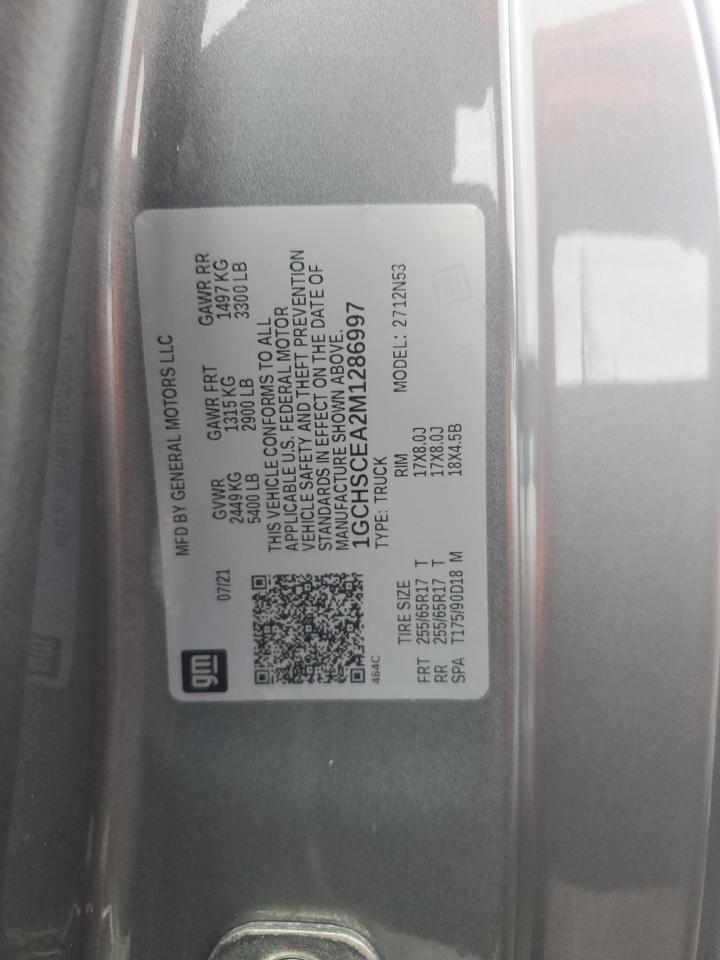 gm
MFD BY GENERAL MOTORS LLC
07/21
GVWR GAWR FRT GAWR RR
2449 KG 1315 KG 1497 KG
5400 LB 2900 LB 3300 LB
THIS VEHICLE CONFORMS TO ALL
APPLICABLE U.S. FEDERAL MOTOR
VEHICLE SAFETY AND THEFT PREVENTION
STANDARDS IN EFFECT ON THE DATE OF
MANUFACTURE SHOWN ABOVE.
1GCHSCEA2M1286997
464C
TYPE: TRUCK
MODEL: 2712N53
TIRE SIZE RIM
FRT 255/65R17 T 17X8.0J
RR 255/65R17 T 17X8.0J
SPA T175/90D18 M 18X4.5B